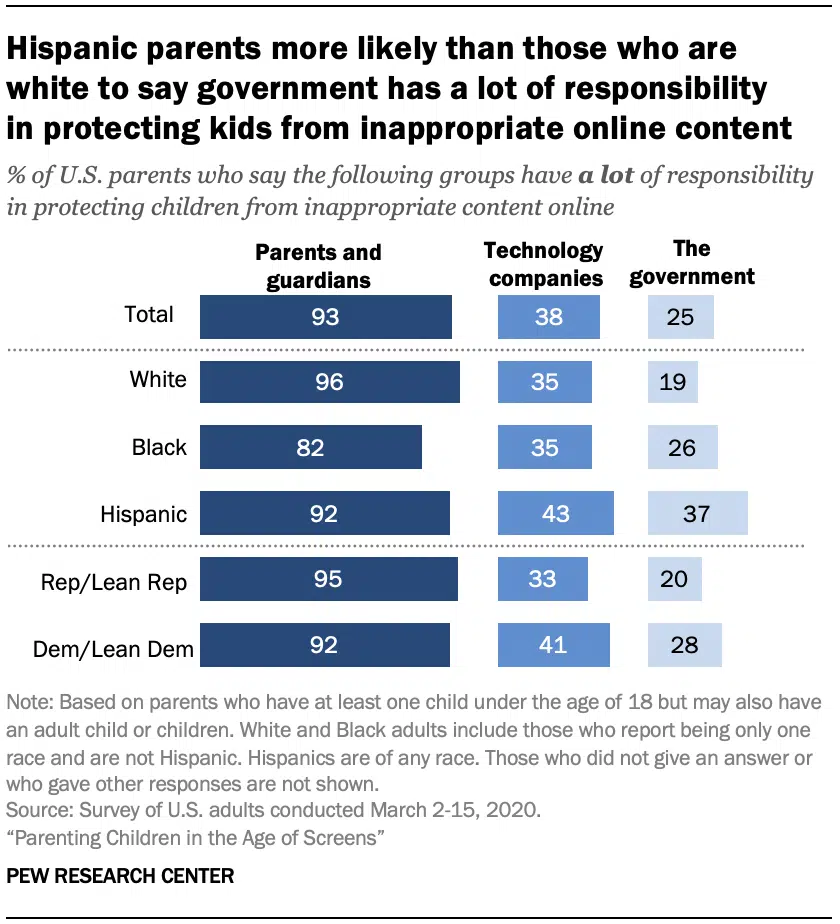 Hispanic parents more likely than those who are
white to say government has a lot of responsibility
in protecting kids from inappropriate online content
% of U.S. parents who say the following groups have a lot of responsibility
in protecting children from inappropriate content online
Parents and
guardians
Technology
companies
The
government
Total 93 38 25
White 96 35 19
Black 82 35 26
Hispanic 92 43 37
Rep/Lean Rep 95 33 20
Dem/Lean Dem 92 41 28
Note: Based on parents who have at least one child under the age of 18 but may also have
an adult child or children. White and Black adults include those who report being only one
race and are not Hispanic. Hispanics are of any race. Those who did not give an answer or
who gave other responses are not shown.
Source: Survey of U.S. adults conducted March 2-15, 2020.
“Parenting Children in the Age of Screens”
PEW RESEARCH CENTER